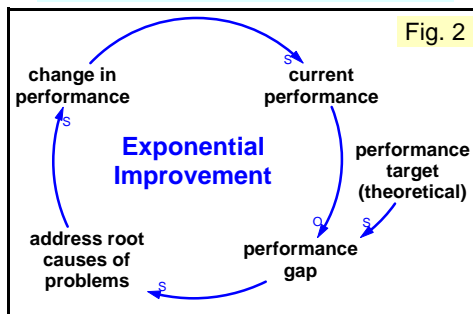 Fig. 2
change in
performance
S
current
performance
S
Exponential
Improvement
performance
target
(theoretical)
address root
causes of
problems
O
S
performance
gap
S